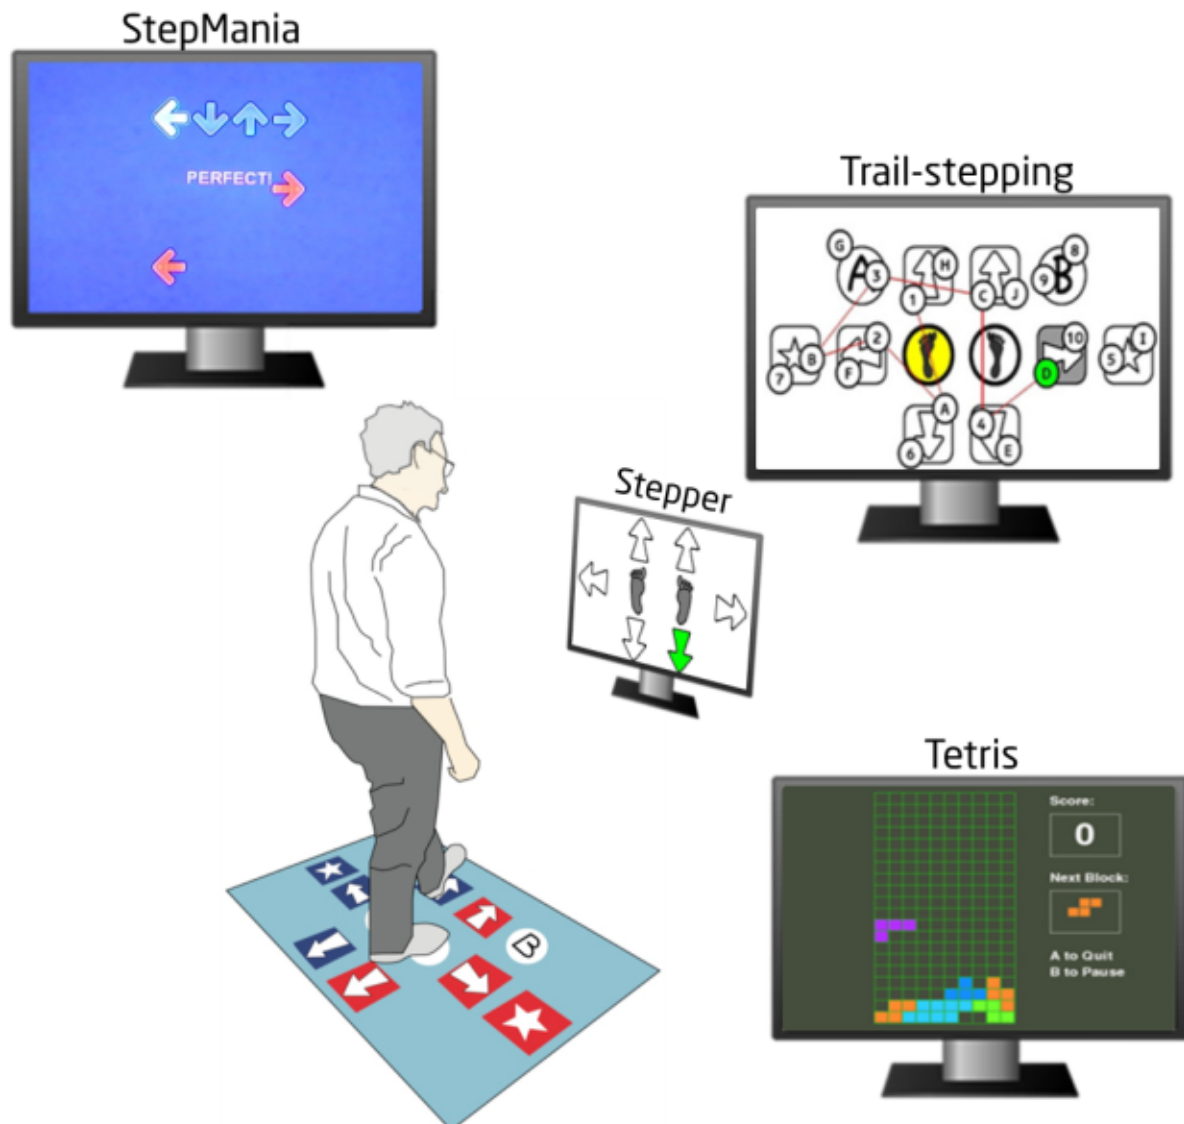 StepMania
PERFECT!
Trail-stepping
G
A
3
H
1
C
J
8
9
B
7
B
2
F
10
D
5
I
A
6
4
E
Stepper
Tetris
Score:
0
Next Block:
A to Quit
B to Pause
B